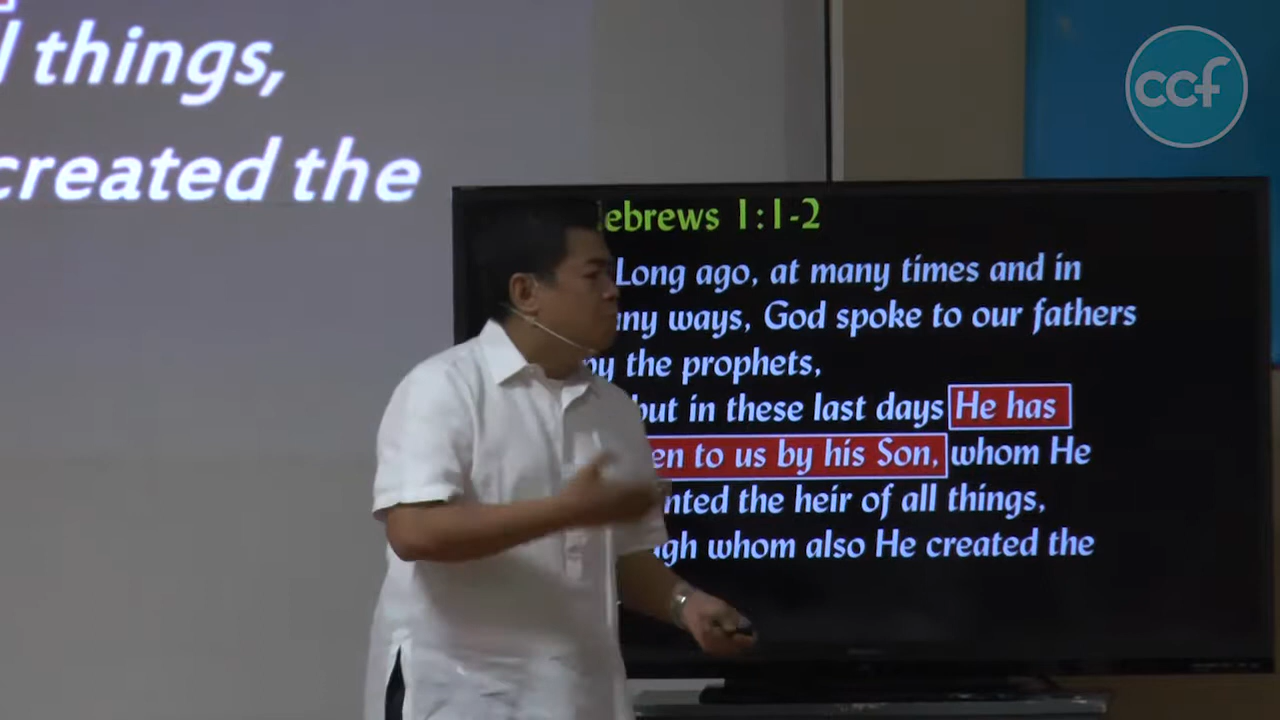 things,
created the
ccf
ebrews 1:1-2
Long ago, at many times and in
ny ways, God spoke to our fathers
the prophets,
but in these last days He has
en to us by his Son, whom He
nted the heir of all things,
gh whom also He created the